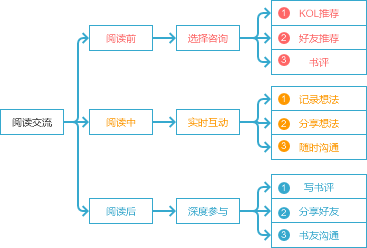 阅读交流
阅读前
选择咨询
1 KOL推荐
2 好友推荐
3 书评
阅读中
实时互动
1 记录想法
2 分享想法
3 随时沟通
阅读后
深度参与
1 写书评
2 分享好友
3 书友沟通